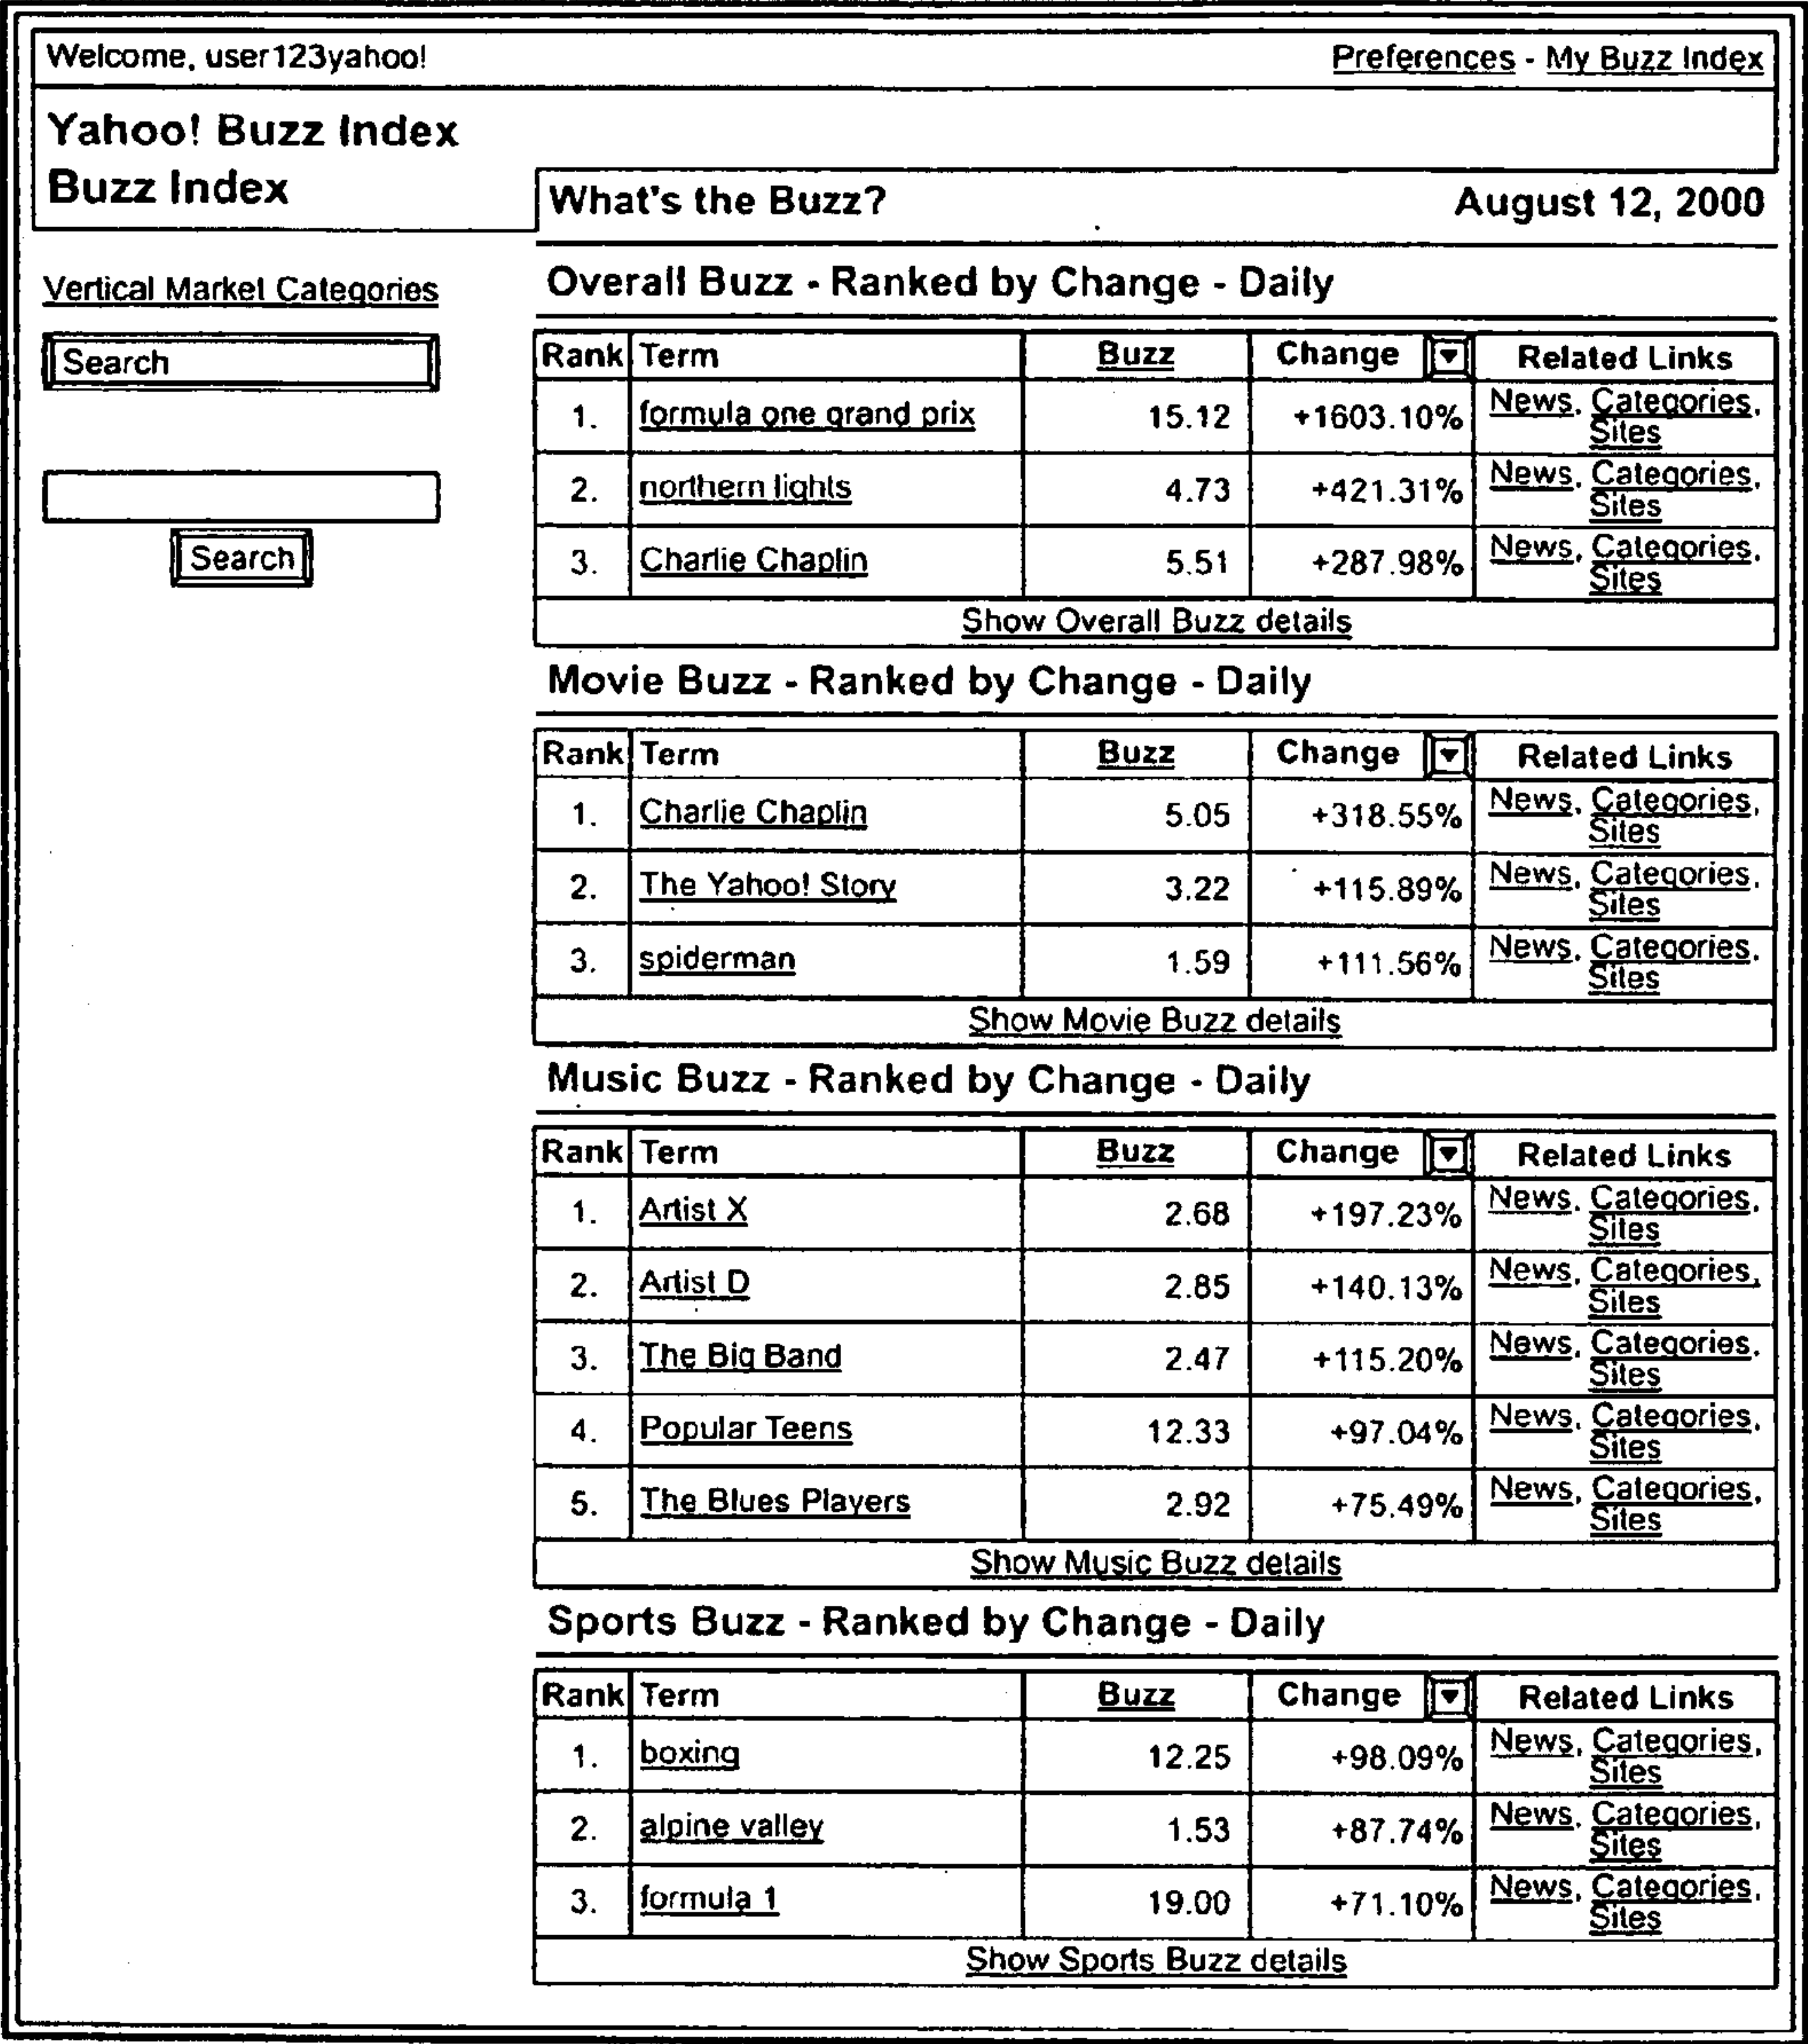 Welcome, user123yahoo!
Preferences - My Buzz Index
Yahoo! Buzz Index
Buzz Index
What's the Buzz?
August 12, 2000
Vertical Market Categories
Search
Search
Overall Buzz - Ranked by Change - Daily
Rank Term Buzz Change Related Links
1. formula one grand prix 15.12 +1603.10% News, Categories,
Sites
2. northern lights 4.73 +421.31% News, Categories,
Sites
3. Charlie Chaplin 5.51 +287.98% News, Categories,
Sites
Show Overall Buzz details
Movie Buzz - Ranked by Change - Daily
Rank Term Buzz Change Related Links
1. Charlie Chaplin 5.05 +318.55% News, Categories,
Sites
2. The Yahoo! Story 3.22 +115.89% News, Categories,
Sites
3. spiderman 1.59 +111.56% News, Categories,
Sites
Show Movie Buzz details
Music Buzz - Ranked by Change - Daily
Rank Term Buzz Change Related Links
1. Artist X 2.68 +197.23% News, Categories,
Sites
2. Artist D 2.85 +140.13% News, Categories,
Sites
3. The Big Band 2.47 +115.20% News, Categories,
Sites
4. Popular Teens 12.33 +97.04% News, Categories,
Sites
5. The Blues Players 2.92 +75.49% News, Categories,
Sites
Show Music Buzz details
Sports Buzz - Ranked by Change - Daily
Rank Term Buzz Change Related Links
1. boxing 12.25 +98.09% News, Categories,
Sites
2. alpine valley 1.53 +87.74% News, Categories,
Sites
3. formula 1 19.00 +71.10% News, Categories,
Sites
Show Sports Buzz details